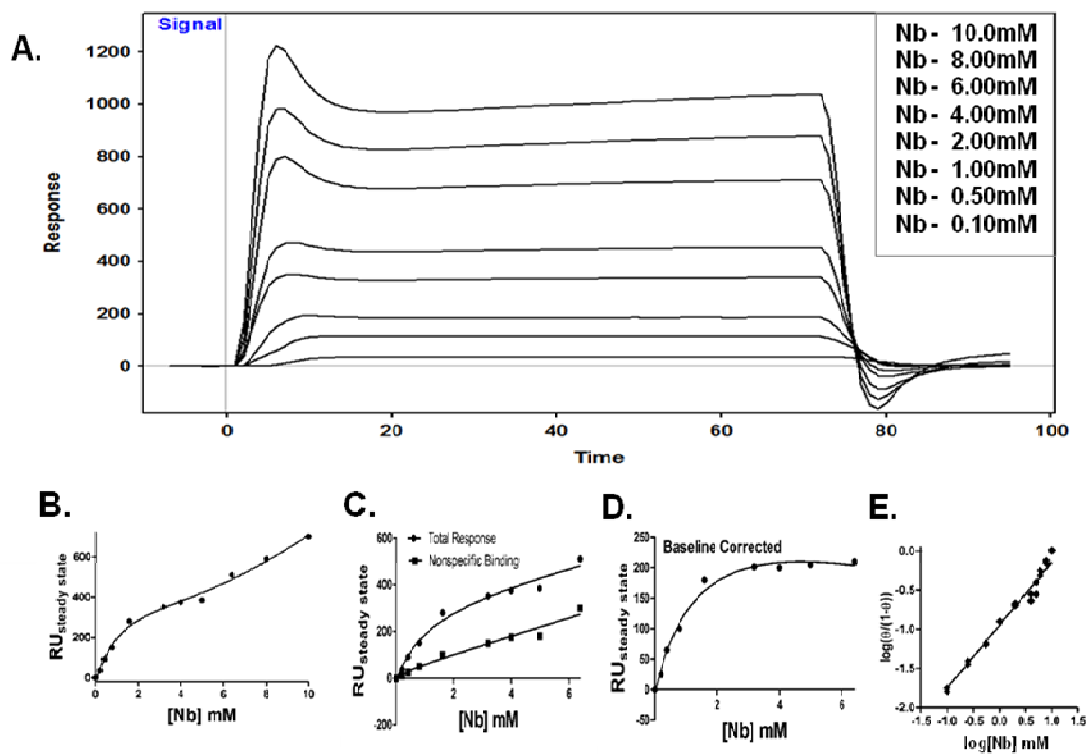 A.
Signal
Nb - 10.0mM
Nb - 8.00mM
Nb - 6.00mM
Nb - 4.00mM
Nb - 2.00mM
Nb - 1.00mM
Nb - 0.50mM
Nb - 0.10mM
Response
1200
1000
800
600
400
200
0
0
20
40
60
80
100
Time
B.
RUsteady state
600
400
200
0
0
2
4
6
8
10
[Nb] mM
C.
Total Response
Nonspecific Binding
RUsteady state
600
400
200
0
-200
2
4
6
[Nb] mM
D.
Baseline Corrected
RUsteady state
250
200
150
100
50
0
-50
2
4
6
[Nb] mM
E.
log(θ/(1-θ))
0.0
-0.5
-1.0
-1.5
-2.0
-1.5
-1.0
-0.5
0.0
0.5
1.0
1.5
log[Nb] mM